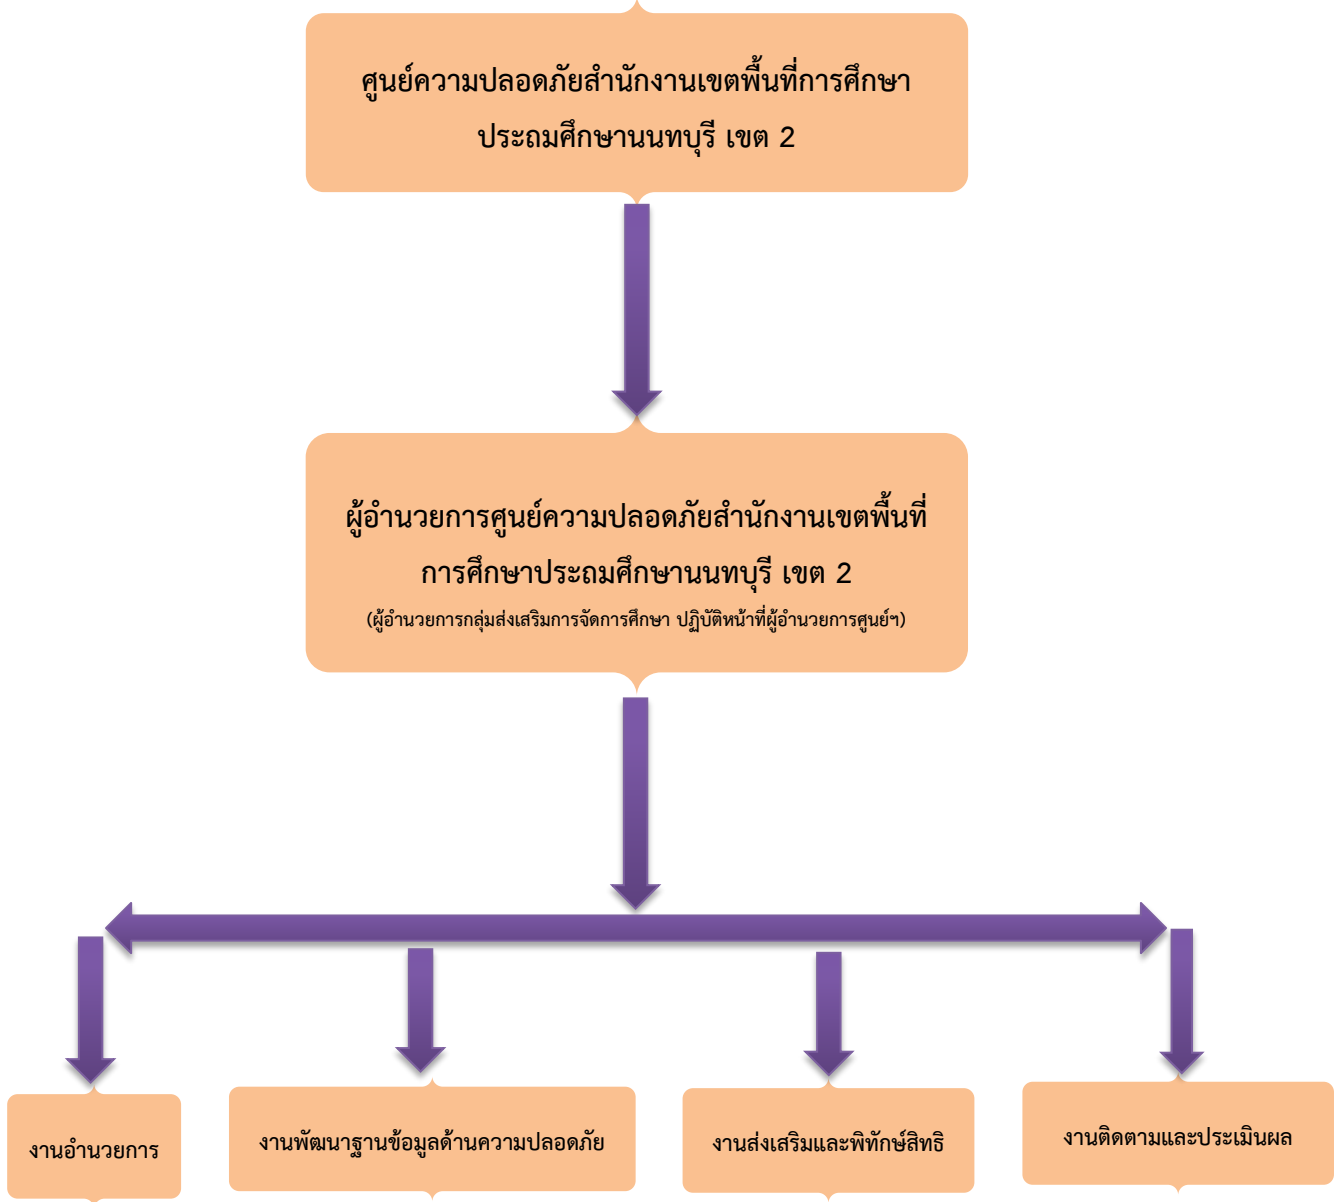 ศูนย์ความปลอดภัยสำนักงานเขตพื้นที่การศึกษา
ประถมศึกษานนทบุรี เขต 2
ผู้อำนวยการศูนย์ความปลอดภัยสำนักงานเขตพื้นที่
การศึกษาประถมศึกษานนทบุรี เขต 2
(ผู้อำนวยการกลุ่มส่งเสริมการจัดการศึกษา ปฏิบัติหน้าที่ผู้อำนวยการศูนย์ฯ)
งานอำนวยการ
งานพัฒนาฐานข้อมูลด้านความปลอดภัย
งานส่งเสริมและพิทักษ์สิทธิ
งานติดตามและประเมินผล